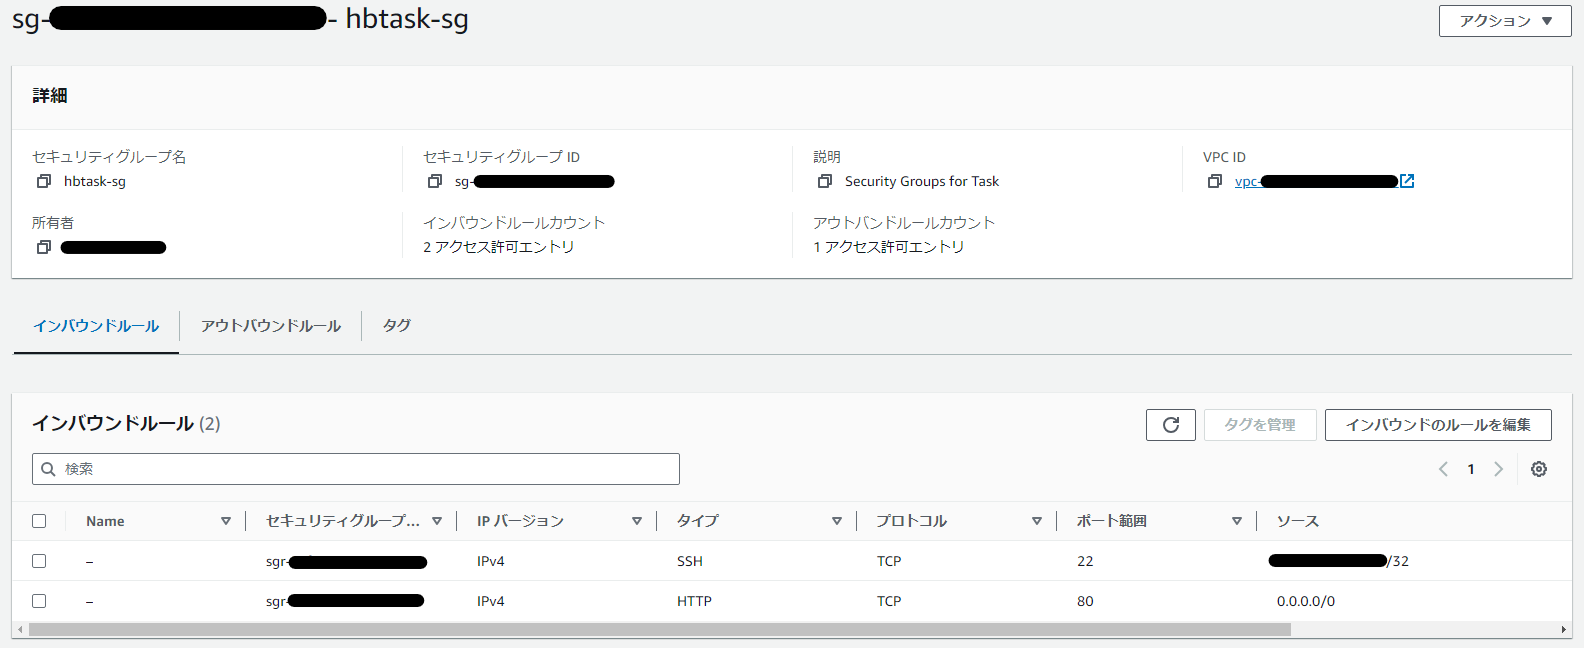 sg- - hbtask-sg
アクション ▼
詳細
セキュリティグループ名
hbtask-sg
セキュリティグループ ID
sg-
説明
Security Groups for Task
VPC ID
vpc-
所有者
インバウンドルールカウント
2 アクセス許可エントリ
アウトバンドルールカウント
1 アクセス許可エントリ
インバウンドルール アウトバウンドルール タグ
インバウンドルール (2)
タグを管理 インバウンドのルールを編集
検索
1
Name セキュリティグループ... IP バージョン タイプ プロトコル ポート範囲 ソース
– sgr- IPv4 SSH TCP 22 /32
– sgr- IPv4 HTTP TCP 80 0.0.0.0/0